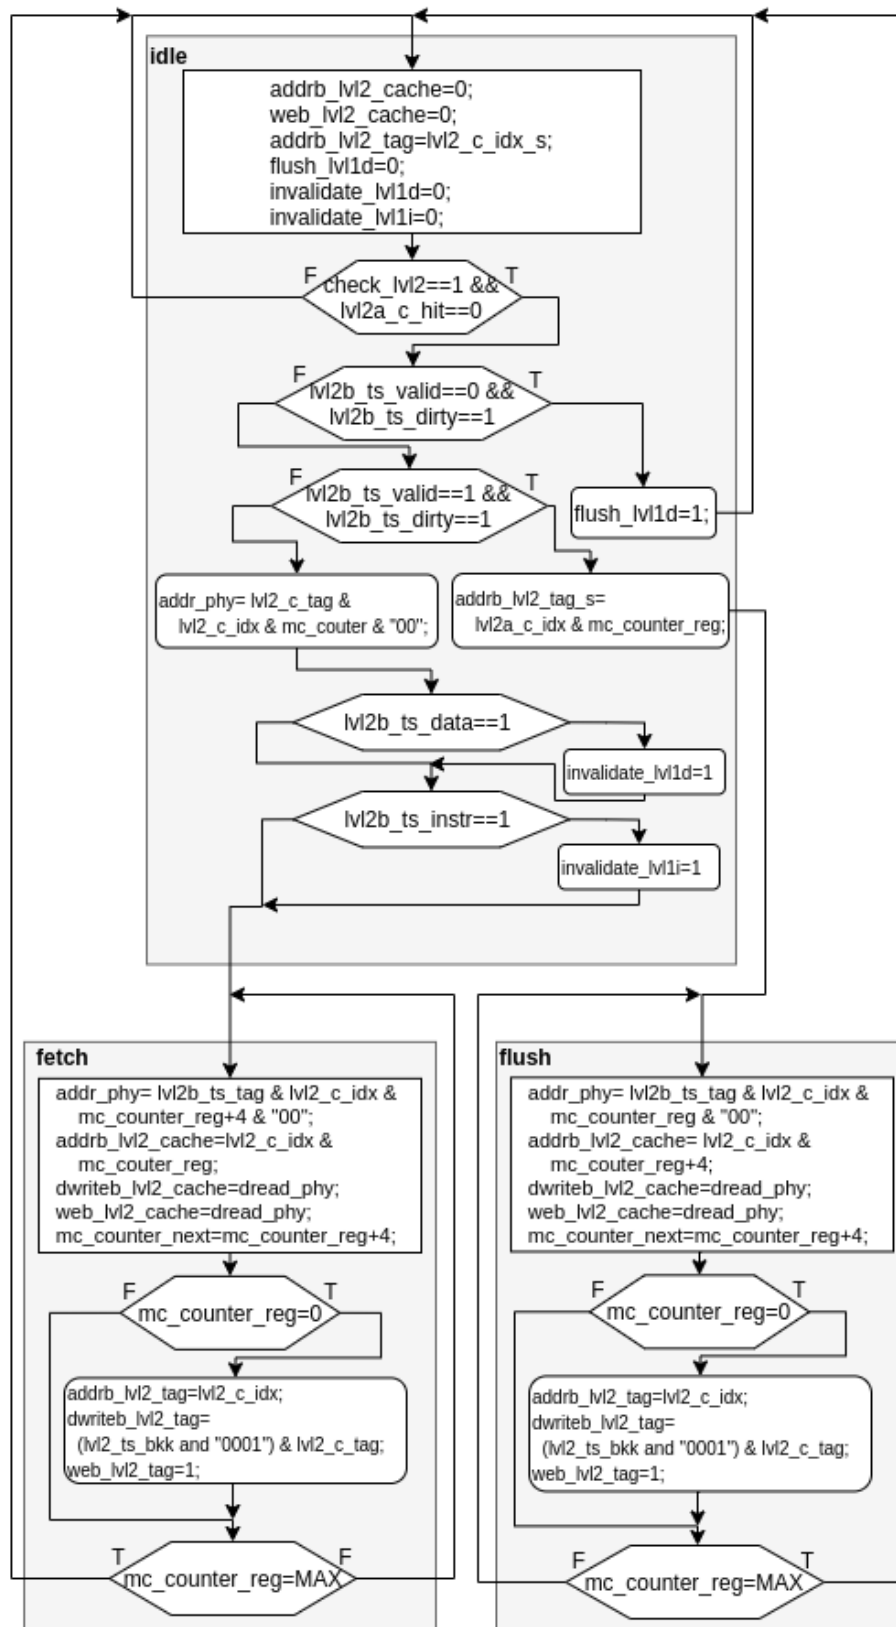 idle
addrb_lvl2_cache=0;
web_lvl2_cache=0;
addrb_lvl2_tag=lvl2_c_idx_s;
flush_lvl1d=0;
invalidate_lvl1d=0;
invalidate_lvl1i=0;
F
T
check_lvl2==1 &&
lvl2a_c_hit==0
F
T
lvl2b_ts_valid==0 &&
lvl2b_ts_dirty==1
F
T
lvl2b_ts_valid==1 &&
lvl2b_ts_dirty==1
flush_lvl1d=1;
addr_phy= lvl2_c_tag &
lvl2_c_idx & mc_couter & "00";
addrb_lvl2_tag_s=
lvl2a_c_idx & mc_counter_reg;
lvl2b_ts_data==1
invalidate_lvl1d=1
lvl2b_ts_instr==1
invalidate_lvl1i=1
fetch
addr_phy= lvl2b_ts_tag & lvl2_c_idx &
mc_counter_reg+4 & "00";
addrb_lvl2_cache=lvl2_c_idx &
mc_couter_reg;
dwriteb_lvl2_cache=dread_phy;
web_lvl2_cache=dread_phy;
mc_counter_next=mc_counter_reg+4;
F
T
mc_counter_reg=0
addrb_lvl2_tag=lvl2_c_idx;
dwriteb_lvl2_tag=
(lvl2_ts_bkk and "0001") & lvl2_c_tag;
web_lvl2_tag=1;
T
F
mc_counter_reg=MAX
flush
addr_phy= lvl2b_ts_tag & lvl2_c_idx &
mc_counter_reg & "00";
addrb_lvl2_cache= lvl2_c_idx &
mc_couter_reg+4;
dwriteb_lvl2_cache=dread_phy;
web_lvl2_cache=dread_phy;
mc_counter_next=mc_counter_reg+4;
F
T
mc_counter_reg=0
addrb_lvl2_tag=lvl2_c_idx;
dwriteb_lvl2_tag=
(lvl2_ts_bkk and "0001") & lvl2_c_tag;
web_lvl2_tag=1;
F
T
mc_counter_reg=MAX